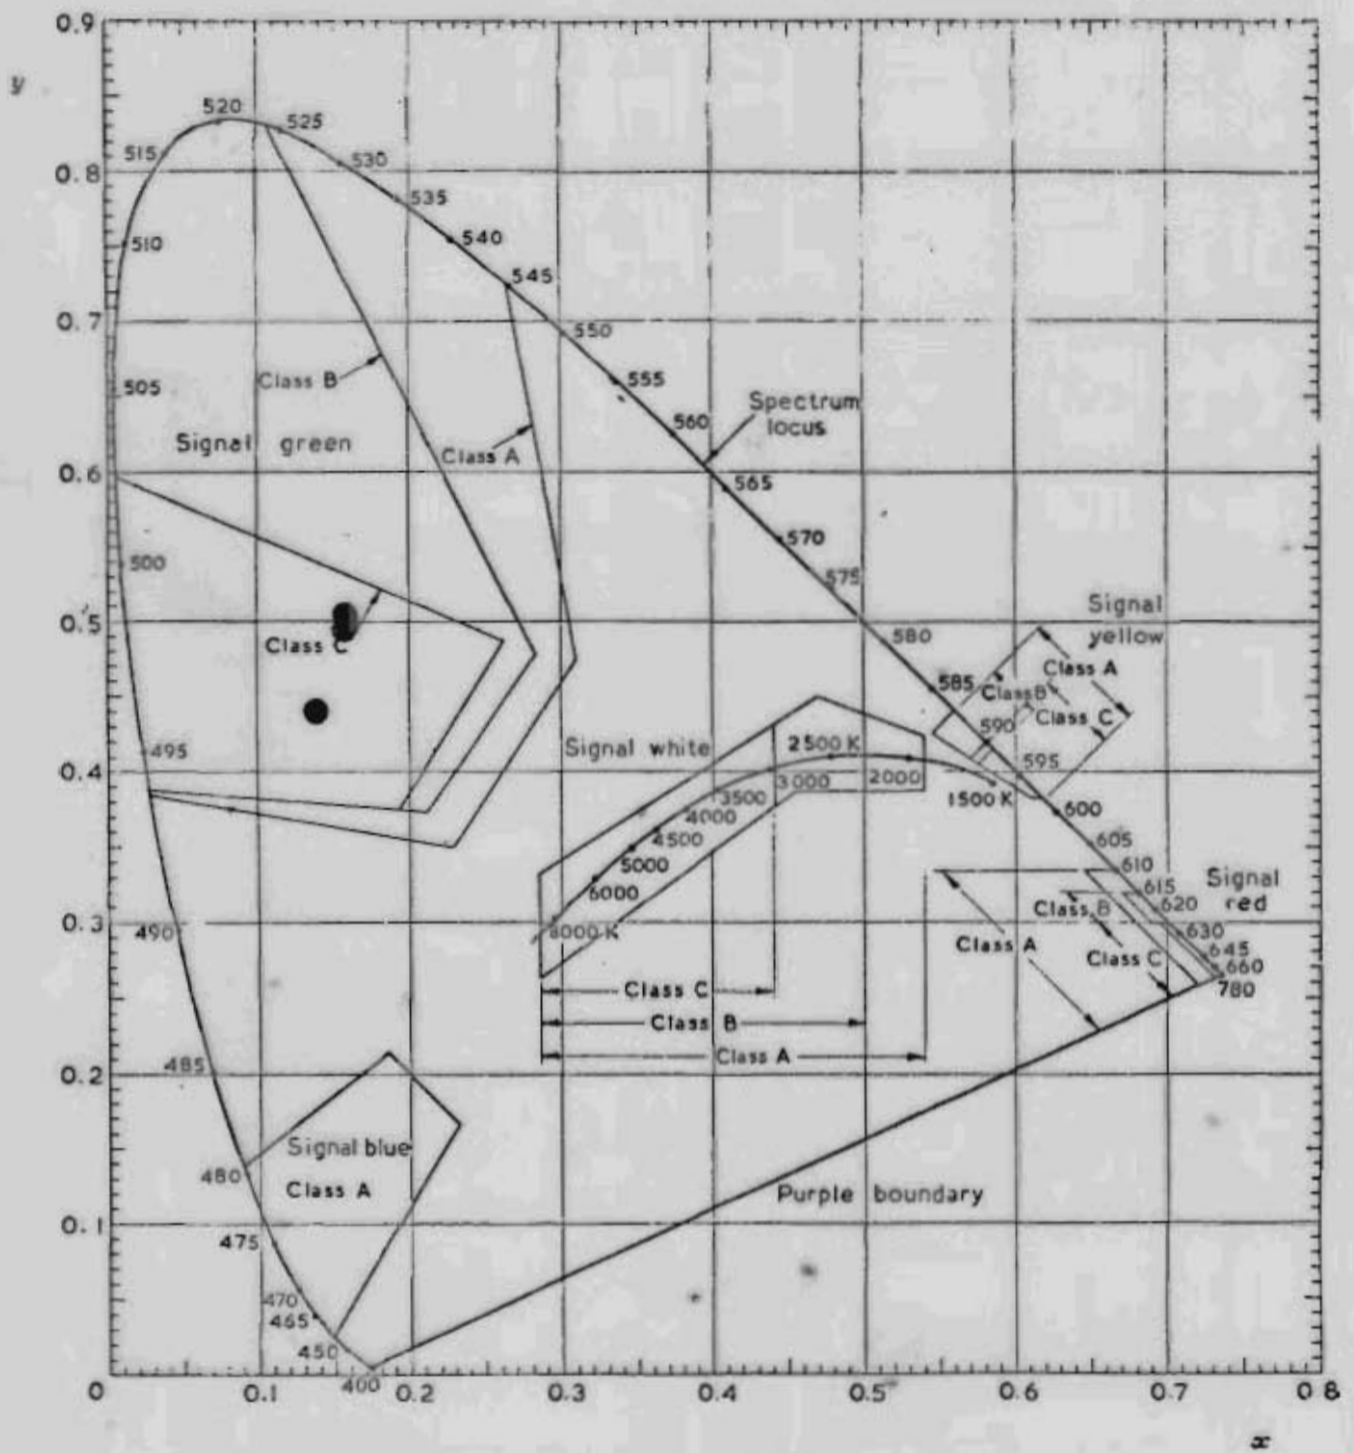 0.9
y
520
525
515
530
0.8
535
510
540
545
0.7
550
Class B
505
555
Spectrum
locus
560
Signal green
Class A
0.6
565
500
570
575
Signal
yellow
0.5
580
Class C
Class A
585
Class B
Class C
590
495
Signal white
2500 K
595
0.4
3000
2000
1500 K
3500
4000
600
4500
605
5000
610
Signal
red
6000
615
620
Class B
0.3
490
8000 K
630
Class A
Class C
645
660
780
Class C
Class B
Class A
485
0.2
Signal blue
480
Class A
Purple boundary
0.1
475
470
465
450
400
0
0.1
0.2
0.3
0.4
0.5
0.6
0.7
0.8
x